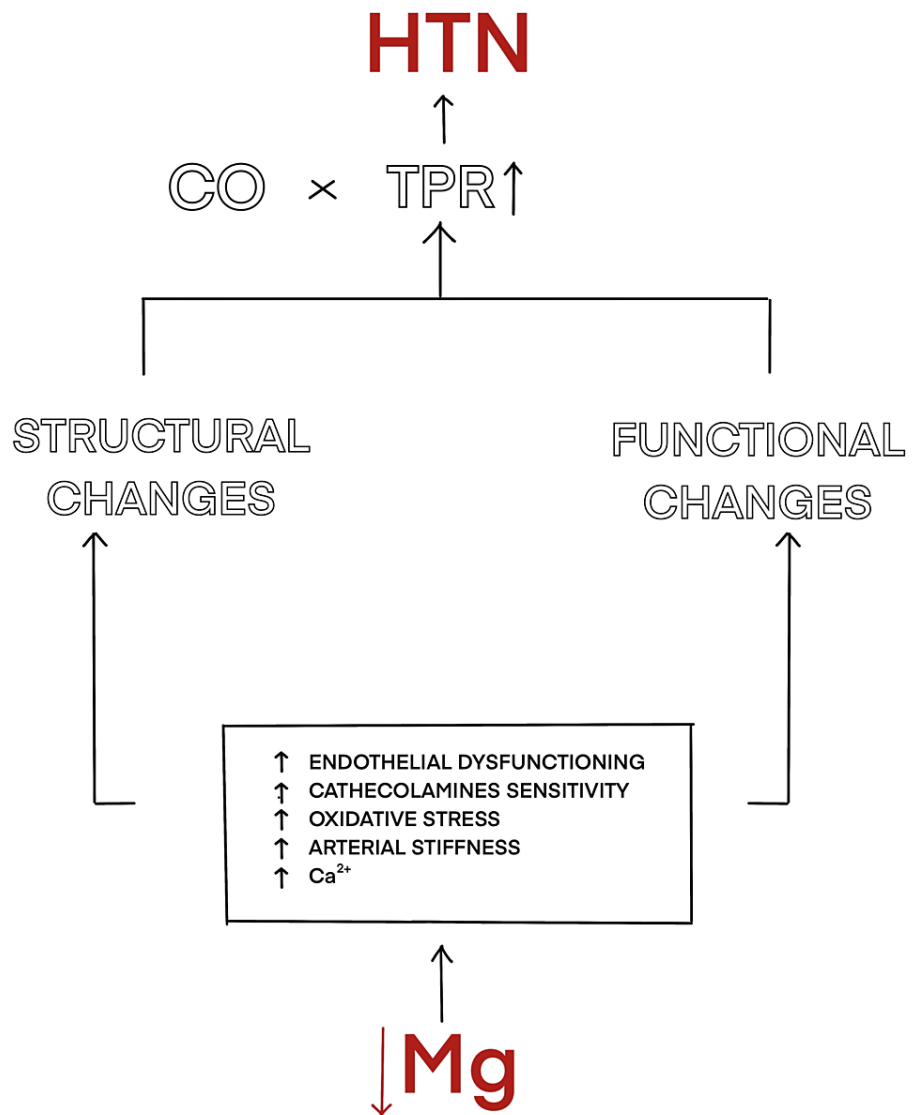 HTN
CO × TPR↑
STRUCTURAL
CHANGES
FUNCTIONAL
CHANGES
↑ ENDOTHELIAL DYSFUNCTIONING
↑ CATHECOLAMINES SENSITIVITY
↑ OXIDATIVE STRESS
↑ ARTERIAL STIFFNESS
↑ Ca²⁺
↓Mg